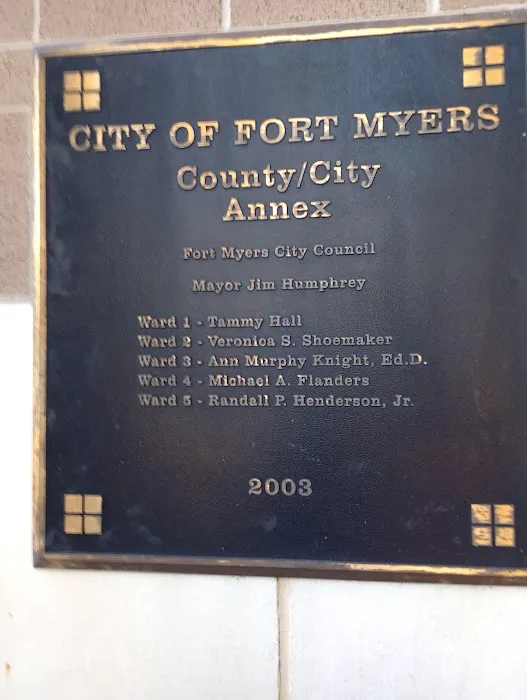 CITY OF FORT MYERS
County/City
Annex
Fort Myers City Council
Mayor Jim Humphrey
Ward 1 - Tammy Hall
Ward 2 - Veronica S. Shoemaker
Ward 3 - Ann Murphy Knight, Ed.D.
Ward 4 - Michael A. Flanders
Ward 5 - Randall P. Henderson, Jr.
2003